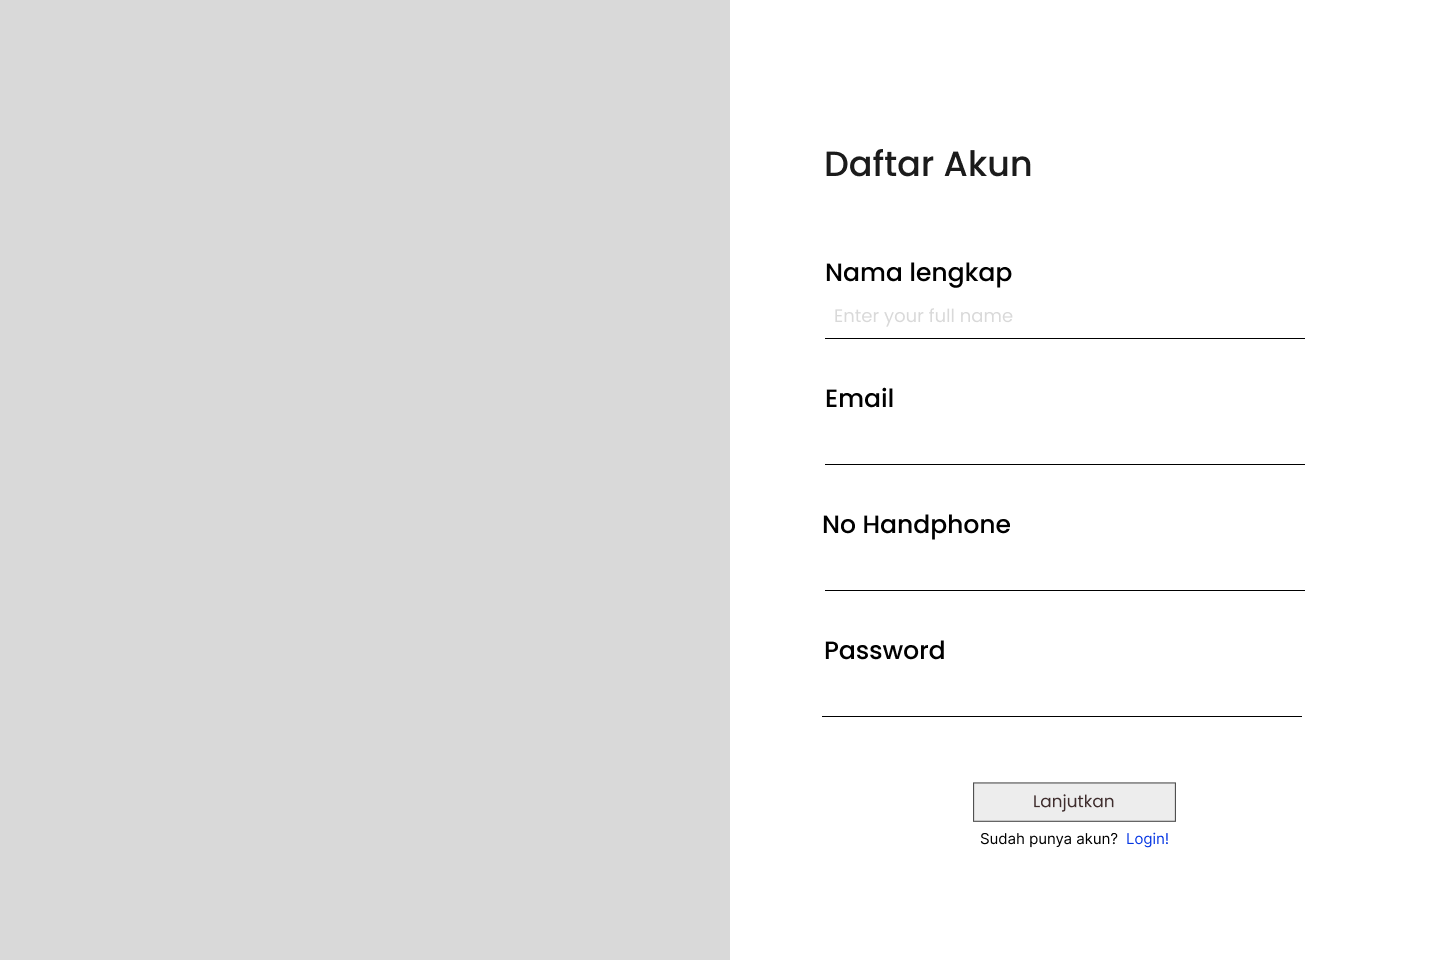 Daftar Akun
Nama lengkap
Enter your full name
Email
No Handphone
Password
Lanjutkan
Sudah punya akun? Login!